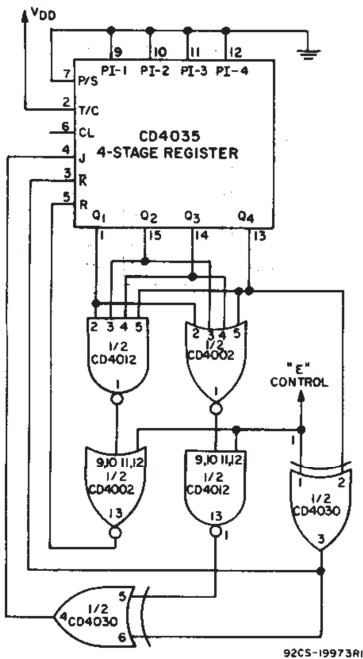 VDD
9 10 11 12
PI-1 PI-2 PI-3 PI-4
7 P/S
2 T/C
6 CL
4 J
3 K̅
5 R
CD4035
4-STAGE REGISTER
Q1 Q2 Q3 Q4
1 15 14 13
2 3 4 5
1/2
CD4012
1
2 3 4 5
1/2
CD4002
1
"E"
CONTROL
1
9,10 11,12
1/2
CD4002
13
9,10 11,12
1/2
CD4012
13
1
1 2
1/2
CD4030
3
4
1/2
CD4030
5
6
92CS-19973R1